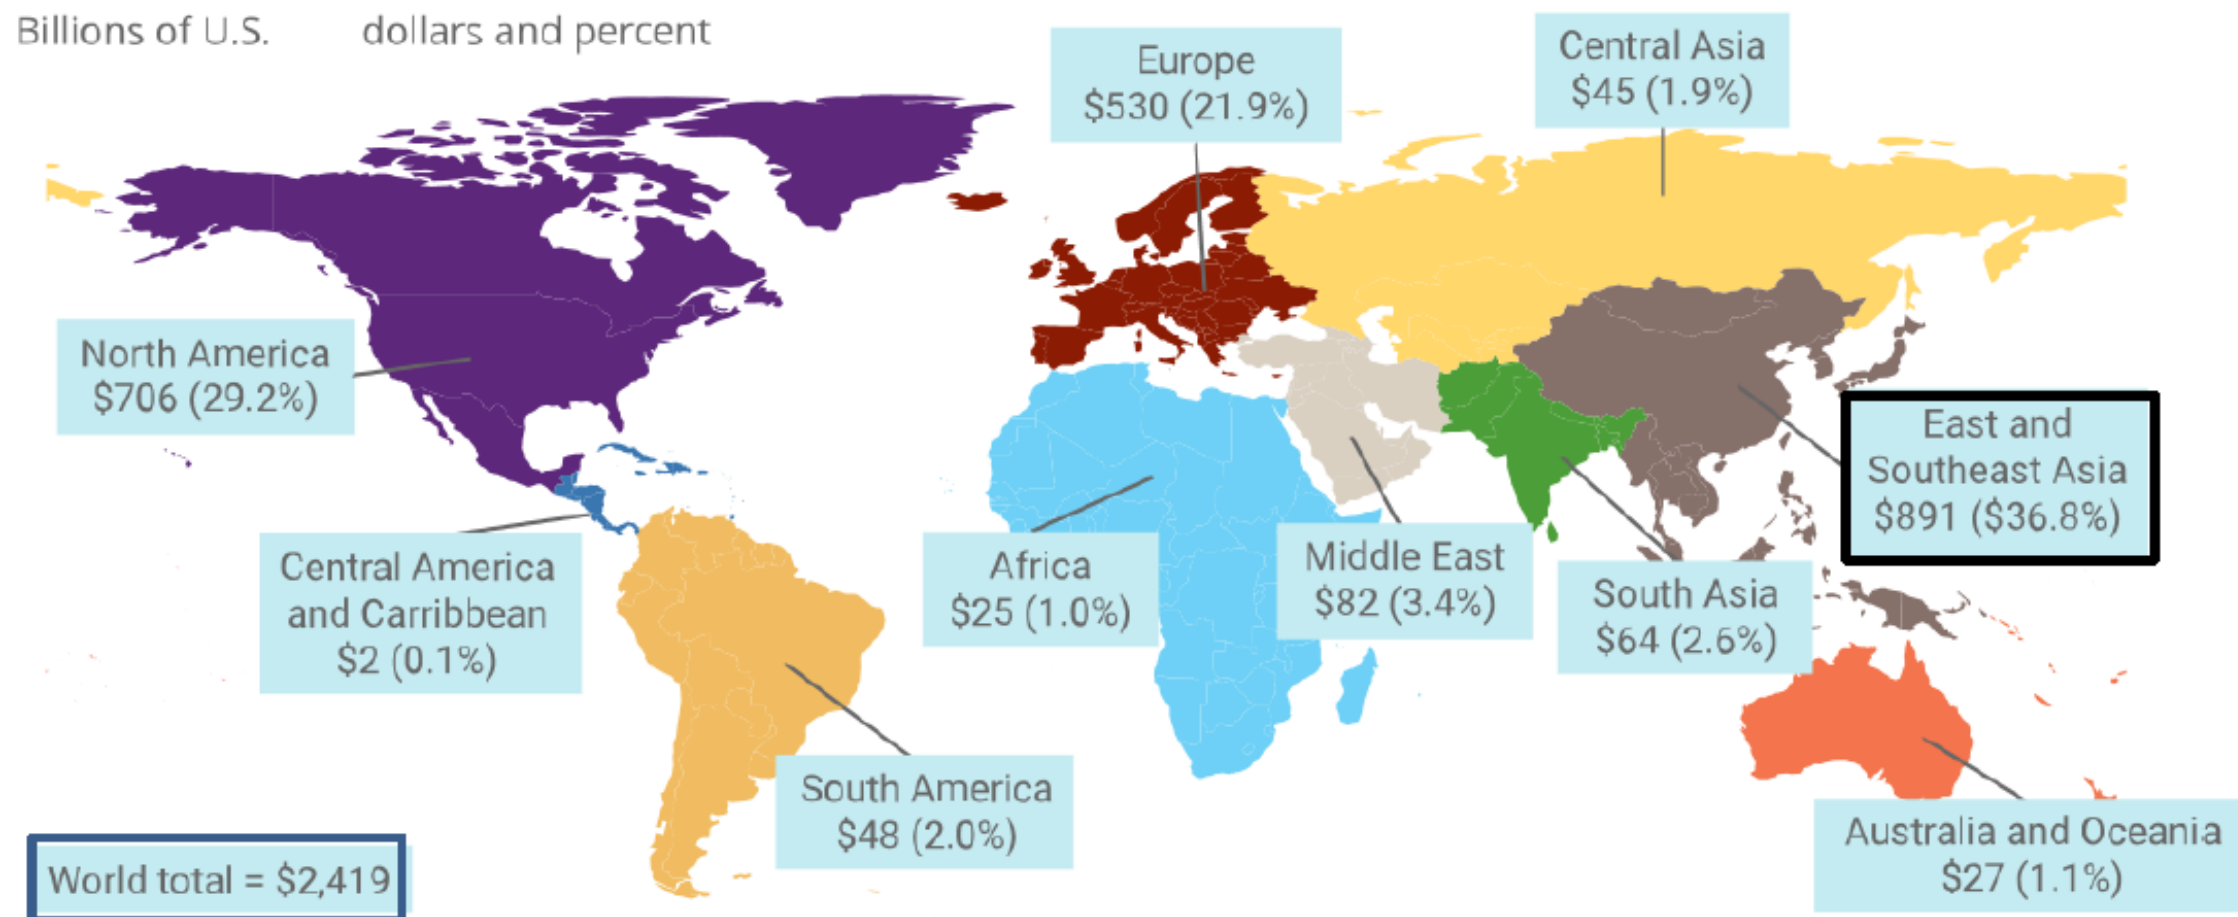 Billions of U.S. dollars and percent
Europe
$530 (21.9%)
Central Asia
$45 (1.9%)
North America
$706 (29.2%)
East and
Southeast Asia
$891 ($36.8%)
Central America
and Carribbean
$2 (0.1%)
Africa
$25 (1.0%)
Middle East
$82 (3.4%)
South Asia
$64 (2.6%)
South America
$48 (2.0%)
Australia and Oceania
$27 (1.1%)
World total = $2,419